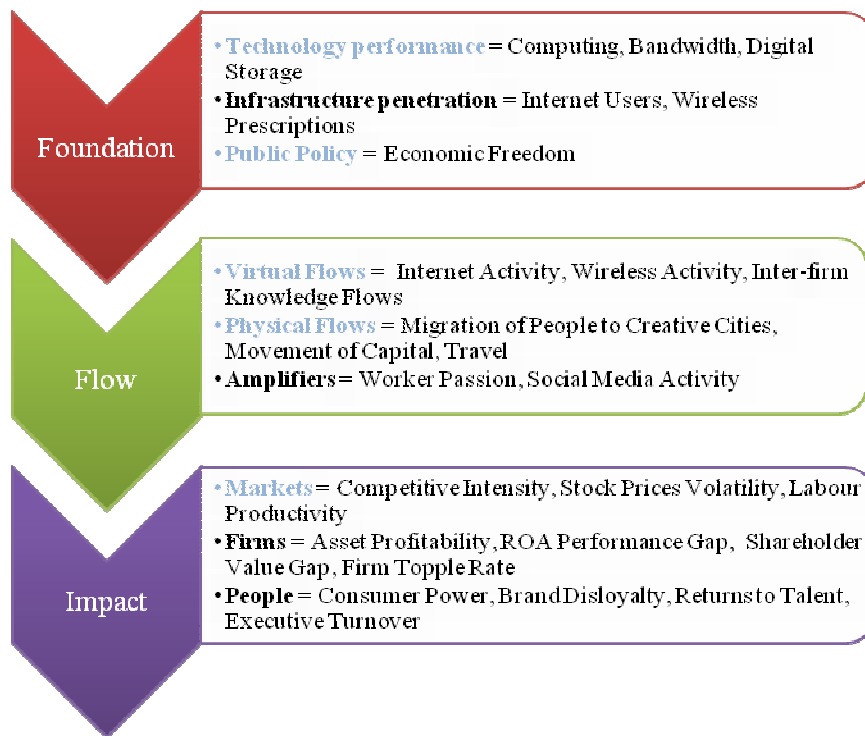 Foundation
• Technology performance = Computing, Bandwidth, Digital
Storage
• Infrastructure penetration = Internet Users, Wireless
Prescriptions
• Public Policy = Economic Freedom
Flow
• Virtual Flows = Internet Activity, Wireless Activity, Inter-firm
Knowledge Flows
• Physical Flows = Migration of People to Creative Cities,
Movement of Capital, Travel
• Amplifiers = Worker Passion, Social Media Activity
Impact
• Markets = Competitive Intensity, Stock Prices Volatility, Labour
Productivity
• Firms = Asset Profitability, ROA Performance Gap, Shareholder
Value Gap, Firm Topple Rate
• People = Consumer Power, Brand Disloyalty, Returns to Talent,
Executive Turnover